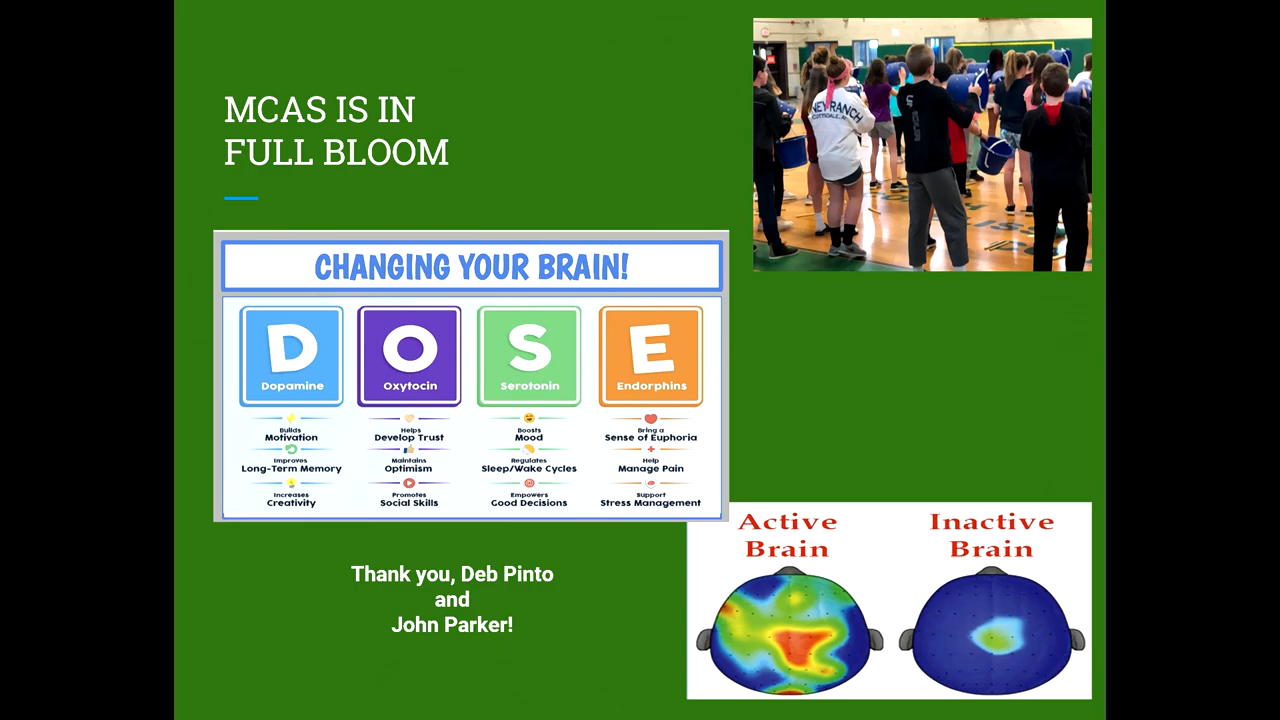 MCAS IS IN
FULL BLOOM
CHANGING YOUR BRAIN!
D
Dopamine
Builds
Motivation
Improves
Long-Term Memory
Increases
Creativity
O
Oxytocin
Helps
Develop Trust
Maintains
Optimism
Promotes
Social Skills
S
Serotonin
Boosts
Mood
Regulates
Sleep/Wake Cycles
Empowers
Good Decisions
E
Endorphins
Bring a
Sense of Euphoria
Help
Manage Pain
Support
Stress Management
Thank you, Deb Pinto
and
John Parker!
Active
Brain
Inactive
Brain
RANCH